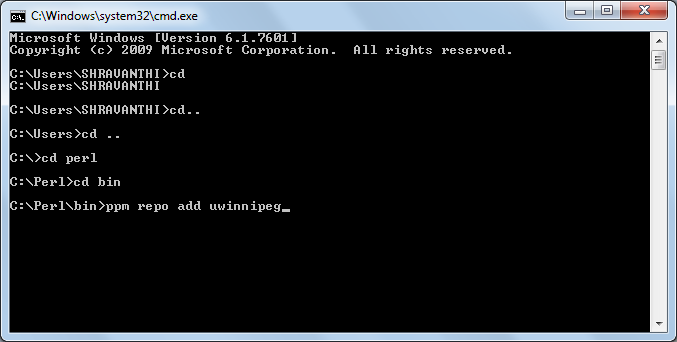 C:\Windows\system32\cmd.exe
Microsoft Windows [Version 6.1.7601]
Copyright (c) 2009 Microsoft Corporation.  All rights reserved.
C:\Users\SHRAVANTHI>cd
C:\Users\SHRAVANTHI
C:\Users\SHRAVANTHI>cd..
C:\Users>cd ..
C:\>cd perl
C:\Perl>cd bin
C:\Perl\bin>ppm repo add uwinnipeg_